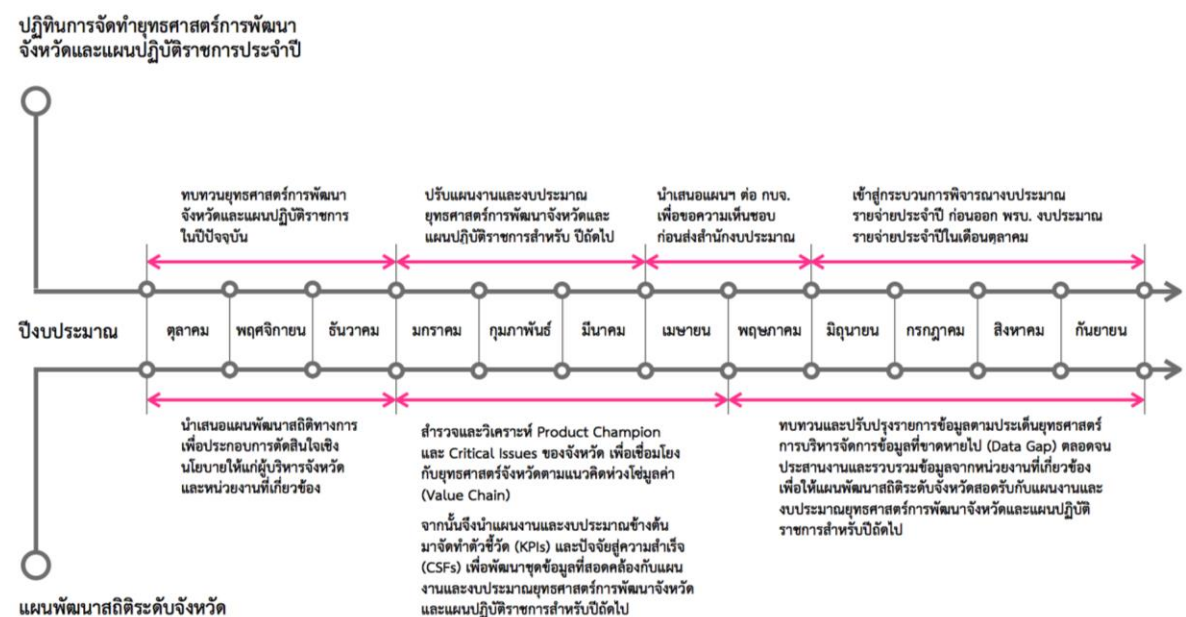 ปฏิทินการจัดทำยุทธศาสตร์การพัฒนา
จังหวัดและแผนปฏิบัติราชการประจำปี
ทบทวนยุทธศาสตร์การพัฒนา
จังหวัดและแผนปฏิบัติราชการ
ในปีปัจจุบัน
ปรับแผนงานและงบประมาณ
ยุทธศาสตร์การพัฒนาจังหวัดและ
แผนปฏิบัติราชการสำหรับ ปีถัดไป
นำเสนอแผนฯ ต่อ กบจ.
เพื่อขอความเห็นชอบ
ก่อนส่งสำนักงบประมาณ
เข้าสู่กระบวนการพิจารณางบประมาณ
รายจ่ายประจำปี ก่อนออก พรบ. งบประมาณ
รายจ่ายประจำปีในเดือนตุลาคม
ปีงบประมาณ ตุลาคม พฤศจิกายน ธันวาคม มกราคม กุมภาพันธ์ มีนาคม เมษายน พฤษภาคม มิถุนายน กรกฎาคม สิงหาคม กันยายน
นำเสนอแผนพัฒนาสถิติทางการ
เพื่อประกอบการตัดสินใจเชิง
นโยบายให้แก่ผู้บริหารจังหวัด
และหน่วยงานที่เกี่ยวข้อง
สำรวจและวิเคราะห์ Product Champion
และ Critical Issues ของจังหวัด เพื่อเชื่อมโยง
กับยุทธศาสตร์จังหวัดตามแนวคิดห่วงโซ่มูลค่า
(Value Chain)
จากนั้นจึงนำแผนงานและงบประมาณข้างต้น
มาจัดทำตัวชี้วัด (KPIs) และปัจจัยสู่ความสำเร็จ
(CSFs) เพื่อพัฒนาชุดข้อมูลที่สอดคล้องกับแผน
งานและงบประมาณยุทธศาสตร์การพัฒนาจังหวัด
และแผนปฏิบัติราชการสำหรับปีถัดไป
ทบทวนและปรับปรุงรายการข้อมูลตามประเด็นยุทธศาสตร์
การบริหารจัดการข้อมูลที่ขาดหายไป (Data Gap) ตลอดจน
ประสานงานและรวบรวมข้อมูลจากหน่วยงานที่เกี่ยวข้อง
เพื่อให้แผนพัฒนาสถิติระดับจังหวัดสอดรับกับแผนงานและ
งบประมาณยุทธศาสตร์การพัฒนาจังหวัดและแผนปฏิบัติ
ราชการสำหรับปีถัดไป
แผนพัฒนาสถิติระดับจังหวัด